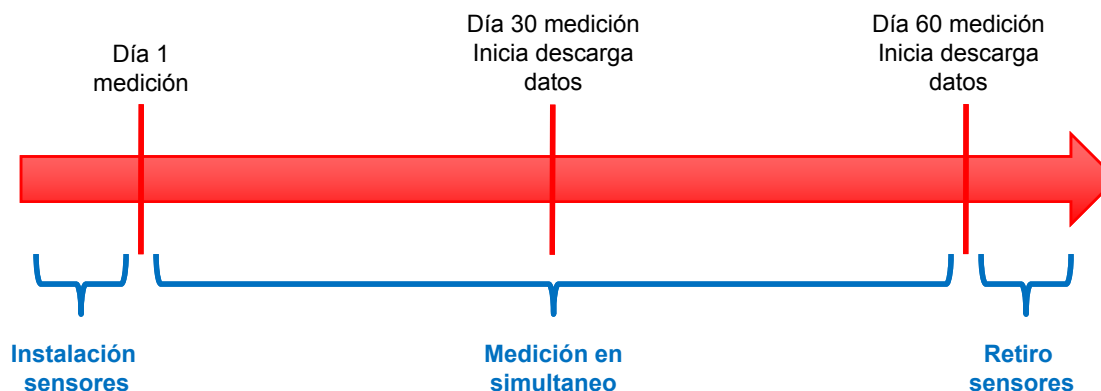 Día 1
medición
Día 30 medición
Inicia descarga
datos
Día 60 medición
Inicia descarga
datos
Instalación
sensores
Medición en
simultaneo
Retiro
sensores